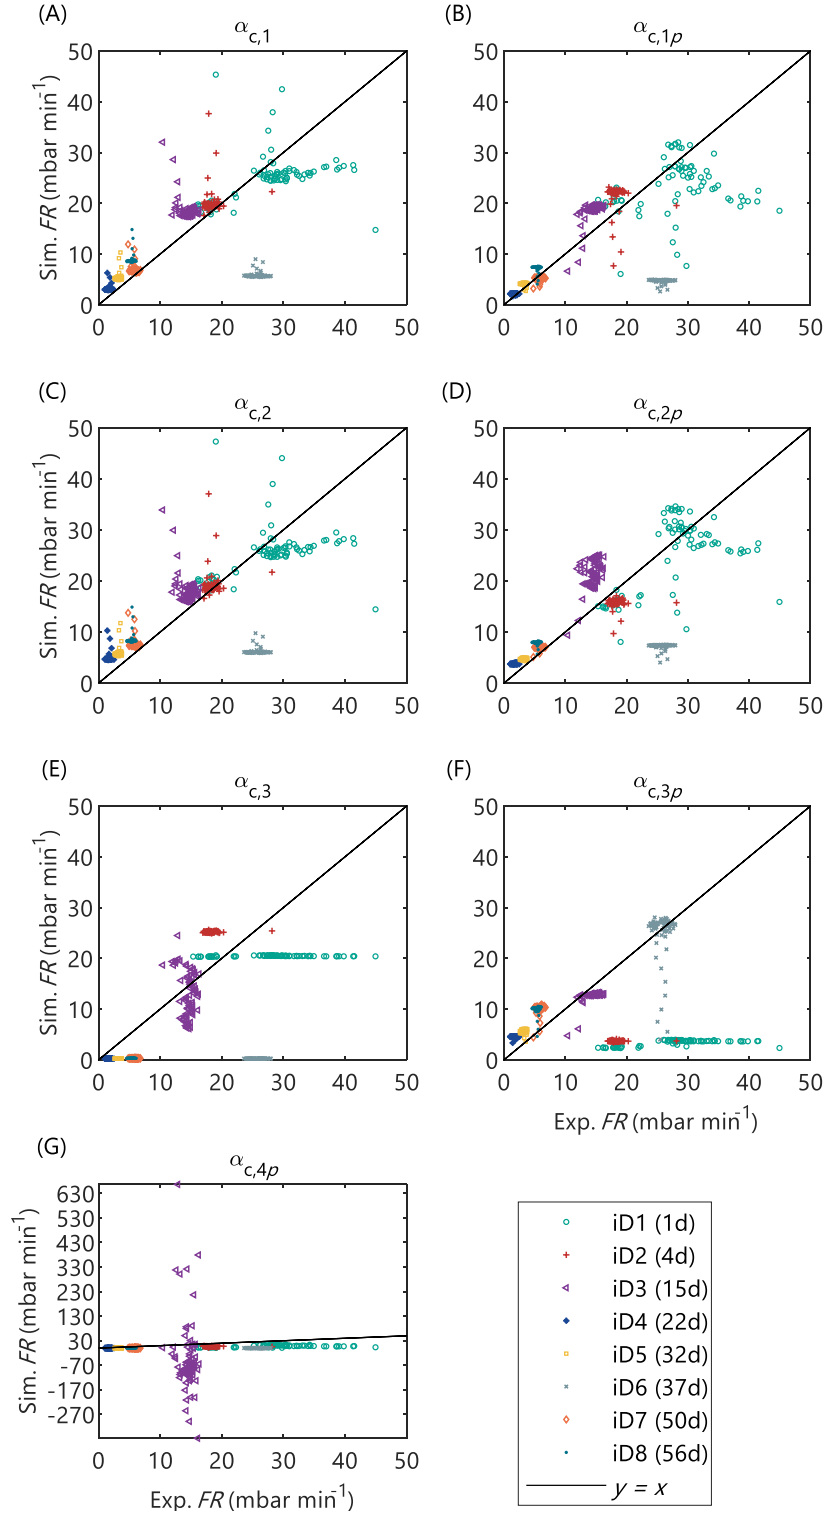 (A)
α c,1
50
40
30
20
10
0
Sim. FR (mbar min-1)
0 10 20 30 40 50
(B)
α c,1p
50
40
30
20
10
0
0 10 20 30 40 50
(C)
α c,2
50
40
30
20
10
0
Sim. FR (mbar min-1)
0 10 20 30 40 50
(D)
α c,2p
50
40
30
20
10
0
0 10 20 30 40 50
(E)
α c,3
50
40
30
20
10
0
Sim. FR (mbar min-1)
0 10 20 30 40 50
(F)
α c,3p
50
40
30
20
10
0
0 10 20 30 40 50
Exp. FR (mbar min-1)
(G)
α c,4p
630
530
430
330
230
130
30
-70
-170
-270
Sim. FR (mbar min-1)
0 10 20 30 40 50
Exp. FR (mbar min-1)
iD1 (1d)
iD2 (4d)
iD3 (15d)
iD4 (22d)
iD5 (32d)
iD6 (37d)
iD7 (50d)
iD8 (56d)
y = x